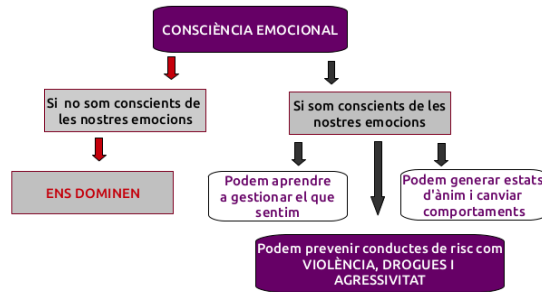 CONSCIÈNCIA EMOCIONAL
Si no som conscients de
les nostres emocions
Si som conscients de les
nostres emocions
ENS DOMINEN
Podem aprendre
a gestionar el que
sentim
Podem generar estats
d'ànim i canviar
comportaments
Podem prevenir conductes de risc com
VIOLÈNCIA, DROGUES I
AGRESSIVITAT